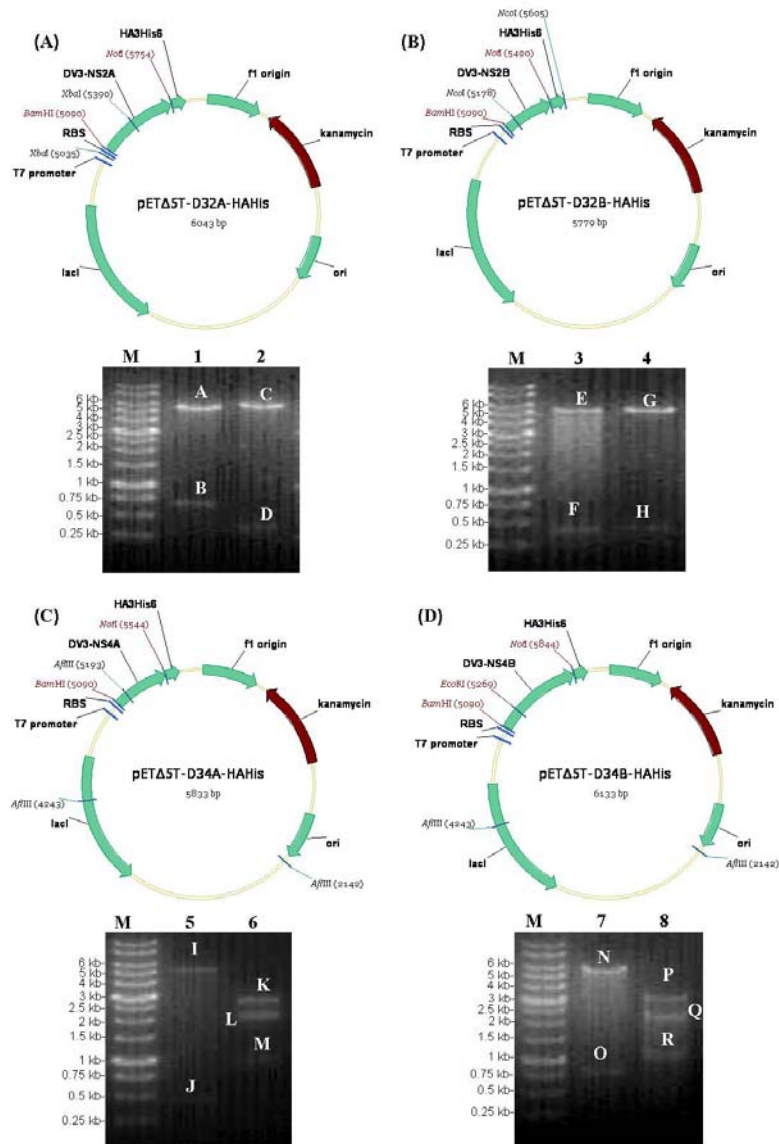 (A)
HA3His6
NotI (5754)
DV3-NS2A
XbaI (5390)
BamHI (5090)
RBS
XbaI (5035)
T7 promoter
f1 origin
kanamycin
pETΔ5T-D32A-HAHis
6043 bp
lacI
ori
(B)
NcoI (5605)
HA3His6
NotI (5490)
DV3-NS2B
NcoI (5178)
BamHI (5090)
RBS
T7 promoter
f1 origin
kanamycin
pETΔ5T-D32B-HAHis
5779 bp
lacI
ori
M 1 2
6 kb
5 kb
4 kb
3 kb
2.5 kb
2 kb
1.5 kb
1 kb
0.75 kb
0.5 kb
0.25 kb
A C
B
D
M 3 4
6 kb
5 kb
4 kb
3 kb
2.5 kb
2 kb
1.5 kb
1 kb
0.75 kb
0.5 kb
0.25 kb
E G
F H
(C)
HA3His6
NotI (5544)
DV3-NS4A
AflIII (5193)
BamHI (5090)
RBS
T7 promoter
f1 origin
kanamycin
pETΔ5T-D34A-HAHis
5833 bp
AflIII (4243)
lacI
ori
AflIII (2142)
(D)
HA3His6
NotI (5844)
DV3-NS4B
EcoRI (5269)
BamHI (5090)
RBS
T7 promoter
f1 origin
kanamycin
pETΔ5T-D34B-HAHis
6133 bp
AflIII (4243)
lacI
ori
AflIII (2142)
M 5 6
6 kb
5 kb
4 kb
3 kb
2.5 kb
2 kb
1.5 kb
1 kb
0.75 kb
0.5 kb
0.25 kb
I
K
L
M
J
M 7 8
6 kb
5 kb
4 kb
3 kb
2.5 kb
2 kb
1.5 kb
1 kb
0.75 kb
0.5 kb
0.25 kb
N
P
Q
R
O